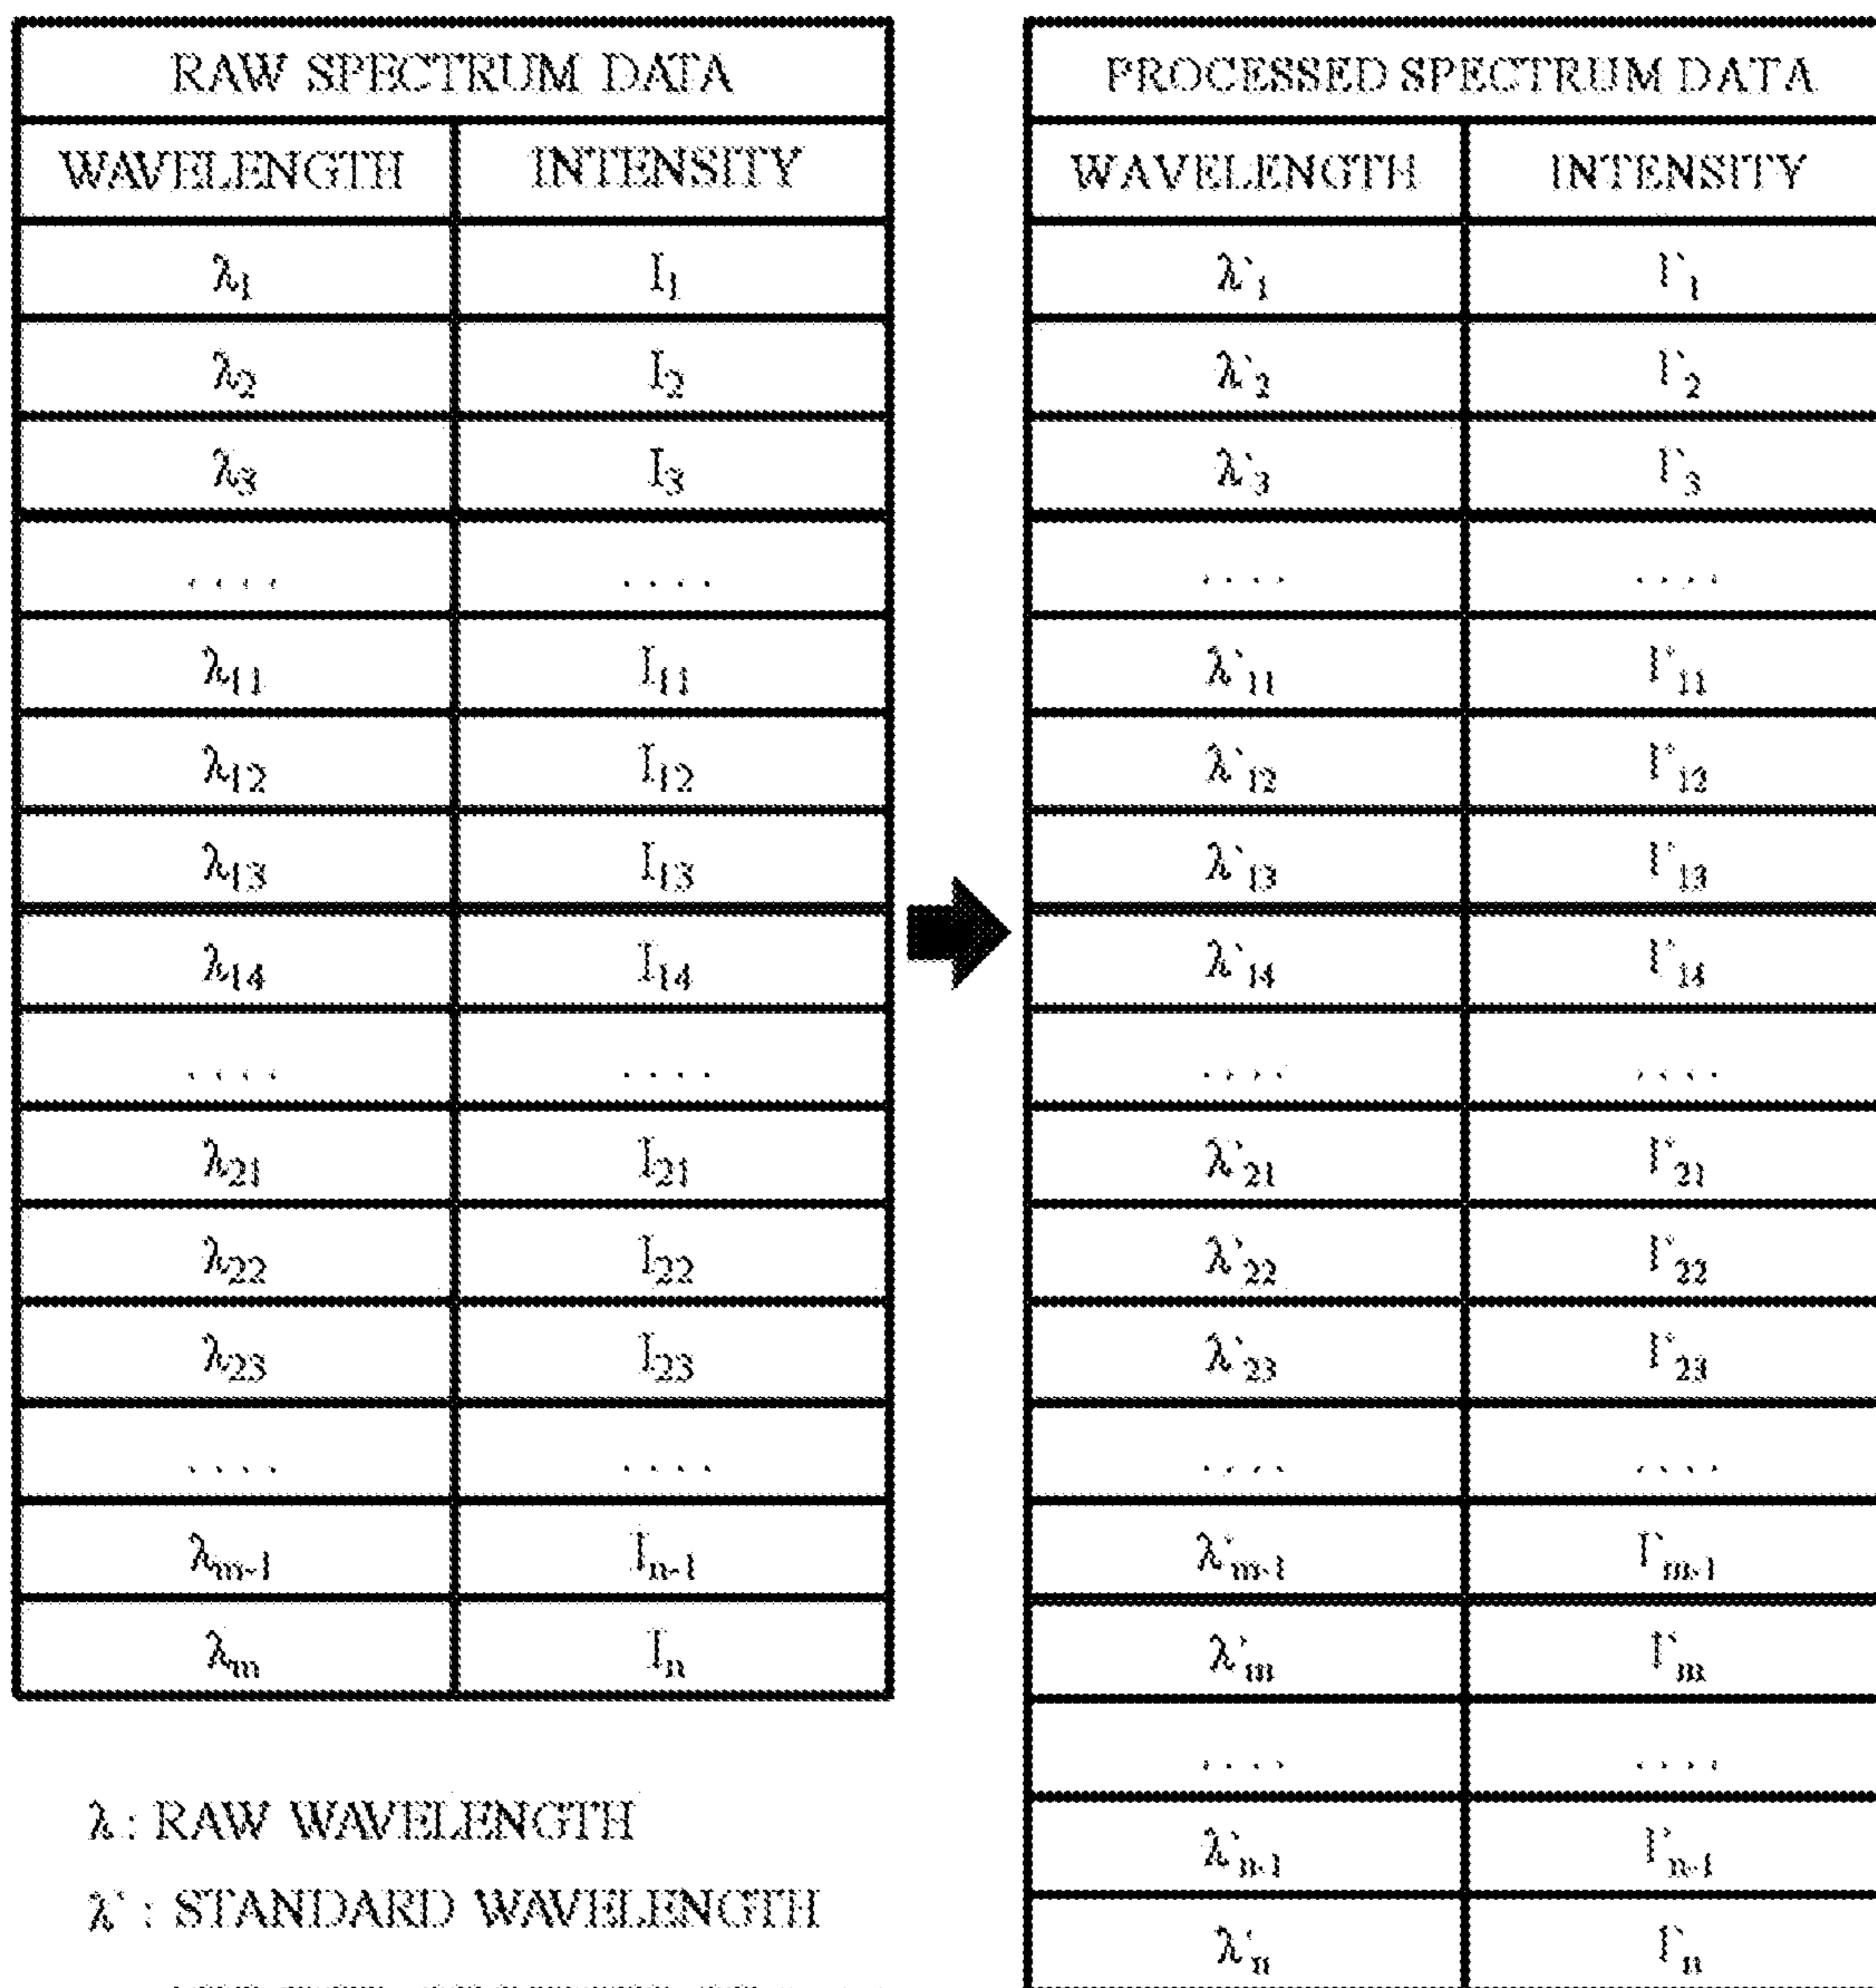 RAW SPECTRUM DATA
WAVELENGTH INTENSITY
λ₁ I₁
λ₂ I₂
λ₃ I₃
.... ....
λ₁₁ I₁₁
λ₁₂ I₁₂
λ₁₃ I₁₃
λ₁₄ I₁₄
.... ....
λ₂₁ I₂₁
λ₂₂ I₂₂
λ₂₃ I₂₃
.... ....
λm-1 In-1
λm In
λ : RAW WAVELENGTH
λ' : STANDARD WAVELENGTH
PROCESSED SPECTRUM DATA
WAVELENGTH INTENSITY
λ'₁ I'₁
λ'₂ I'₂
λ'₃ I'₃
.... ....
λ'₁₁ I'₁₁
λ'₁₂ I'₁₂
λ'₁₃ I'₁₃
λ'₁₄ I'₁₄
.... ....
λ'₂₁ I'₂₁
λ'₂₂ I'₂₂
λ'₂₃ I'₂₃
.... ....
λ'm-1 I'm-1
λ'm I'm
.... ....
λ'n-1 I'n-1
λ'n I'n